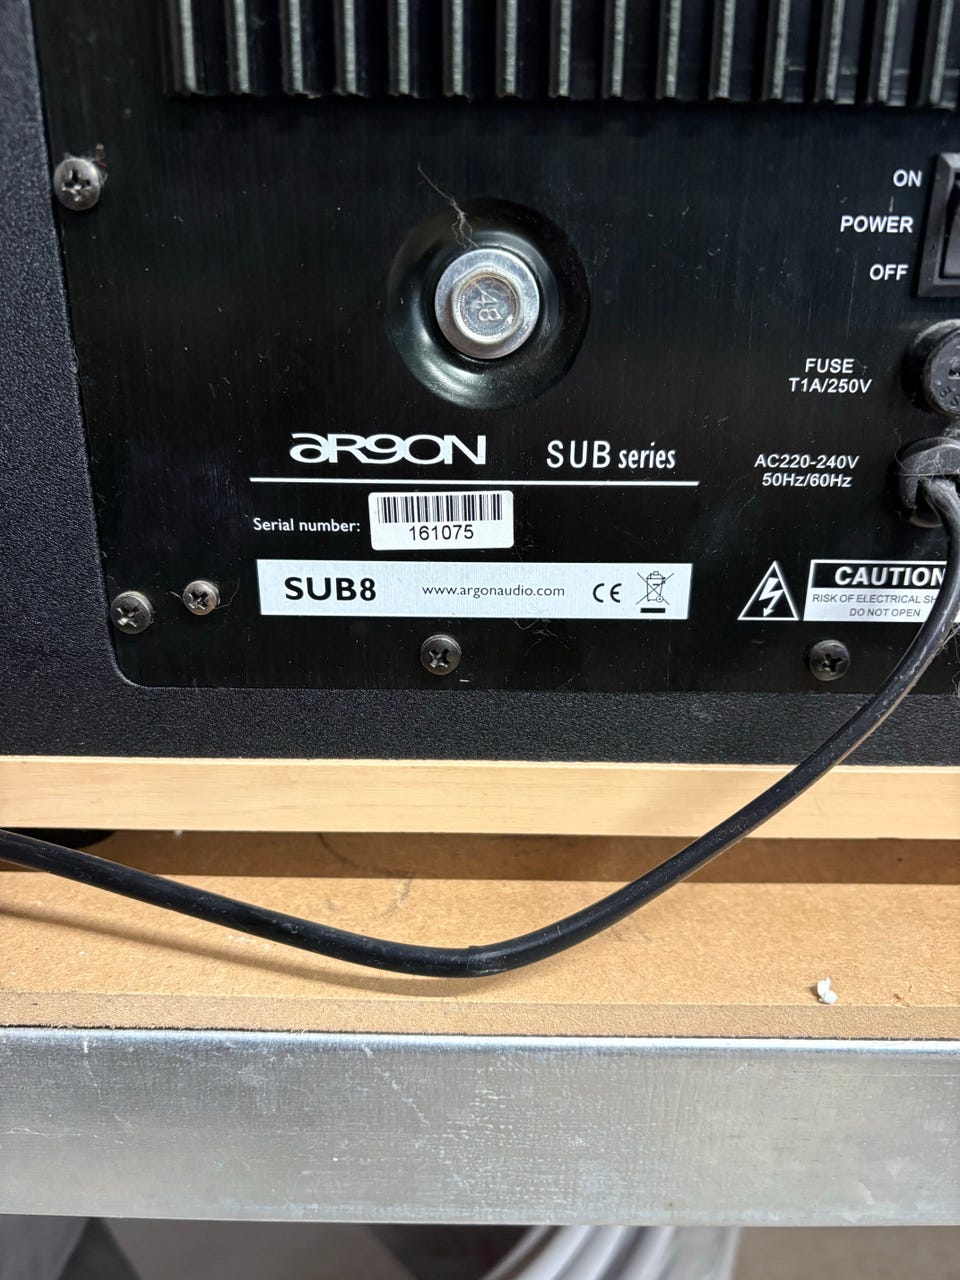 ON
POWER
OFF
FUSE
T1A/250V
ARGON SUB series
AC220-240V
50Hz/60Hz
Serial number: 161075
SUB8 www.argonaudio.com CE
CAUTION
RISK OF ELECTRICAL
DO NOT OPEN